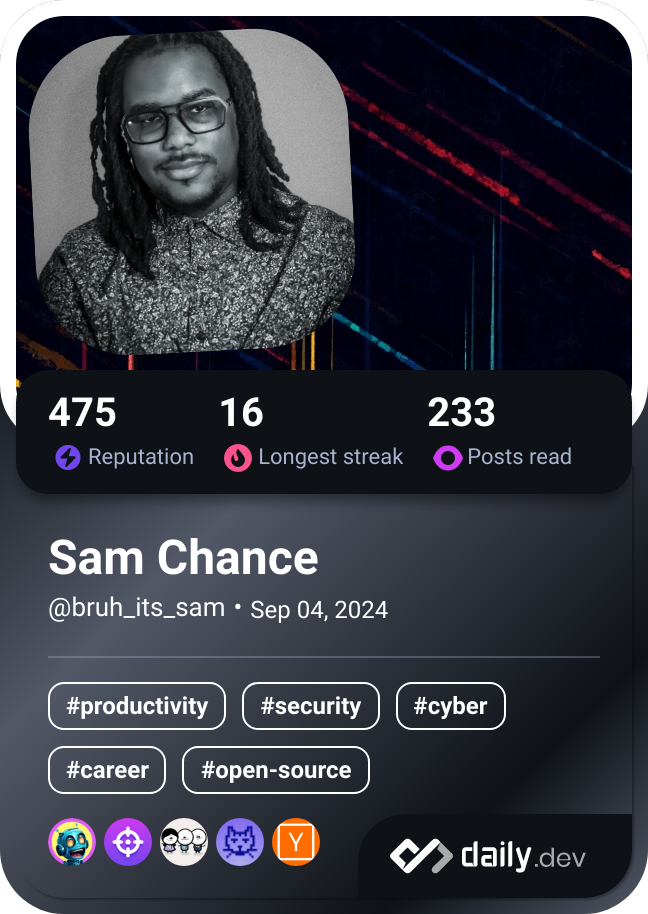 475 16 233
Reputation Longest streak Posts read
Sam Chance
@bruh_its_sam • Sep 04, 2024
#productivity #security #cyber
#career #open-source
Y
daily.dev